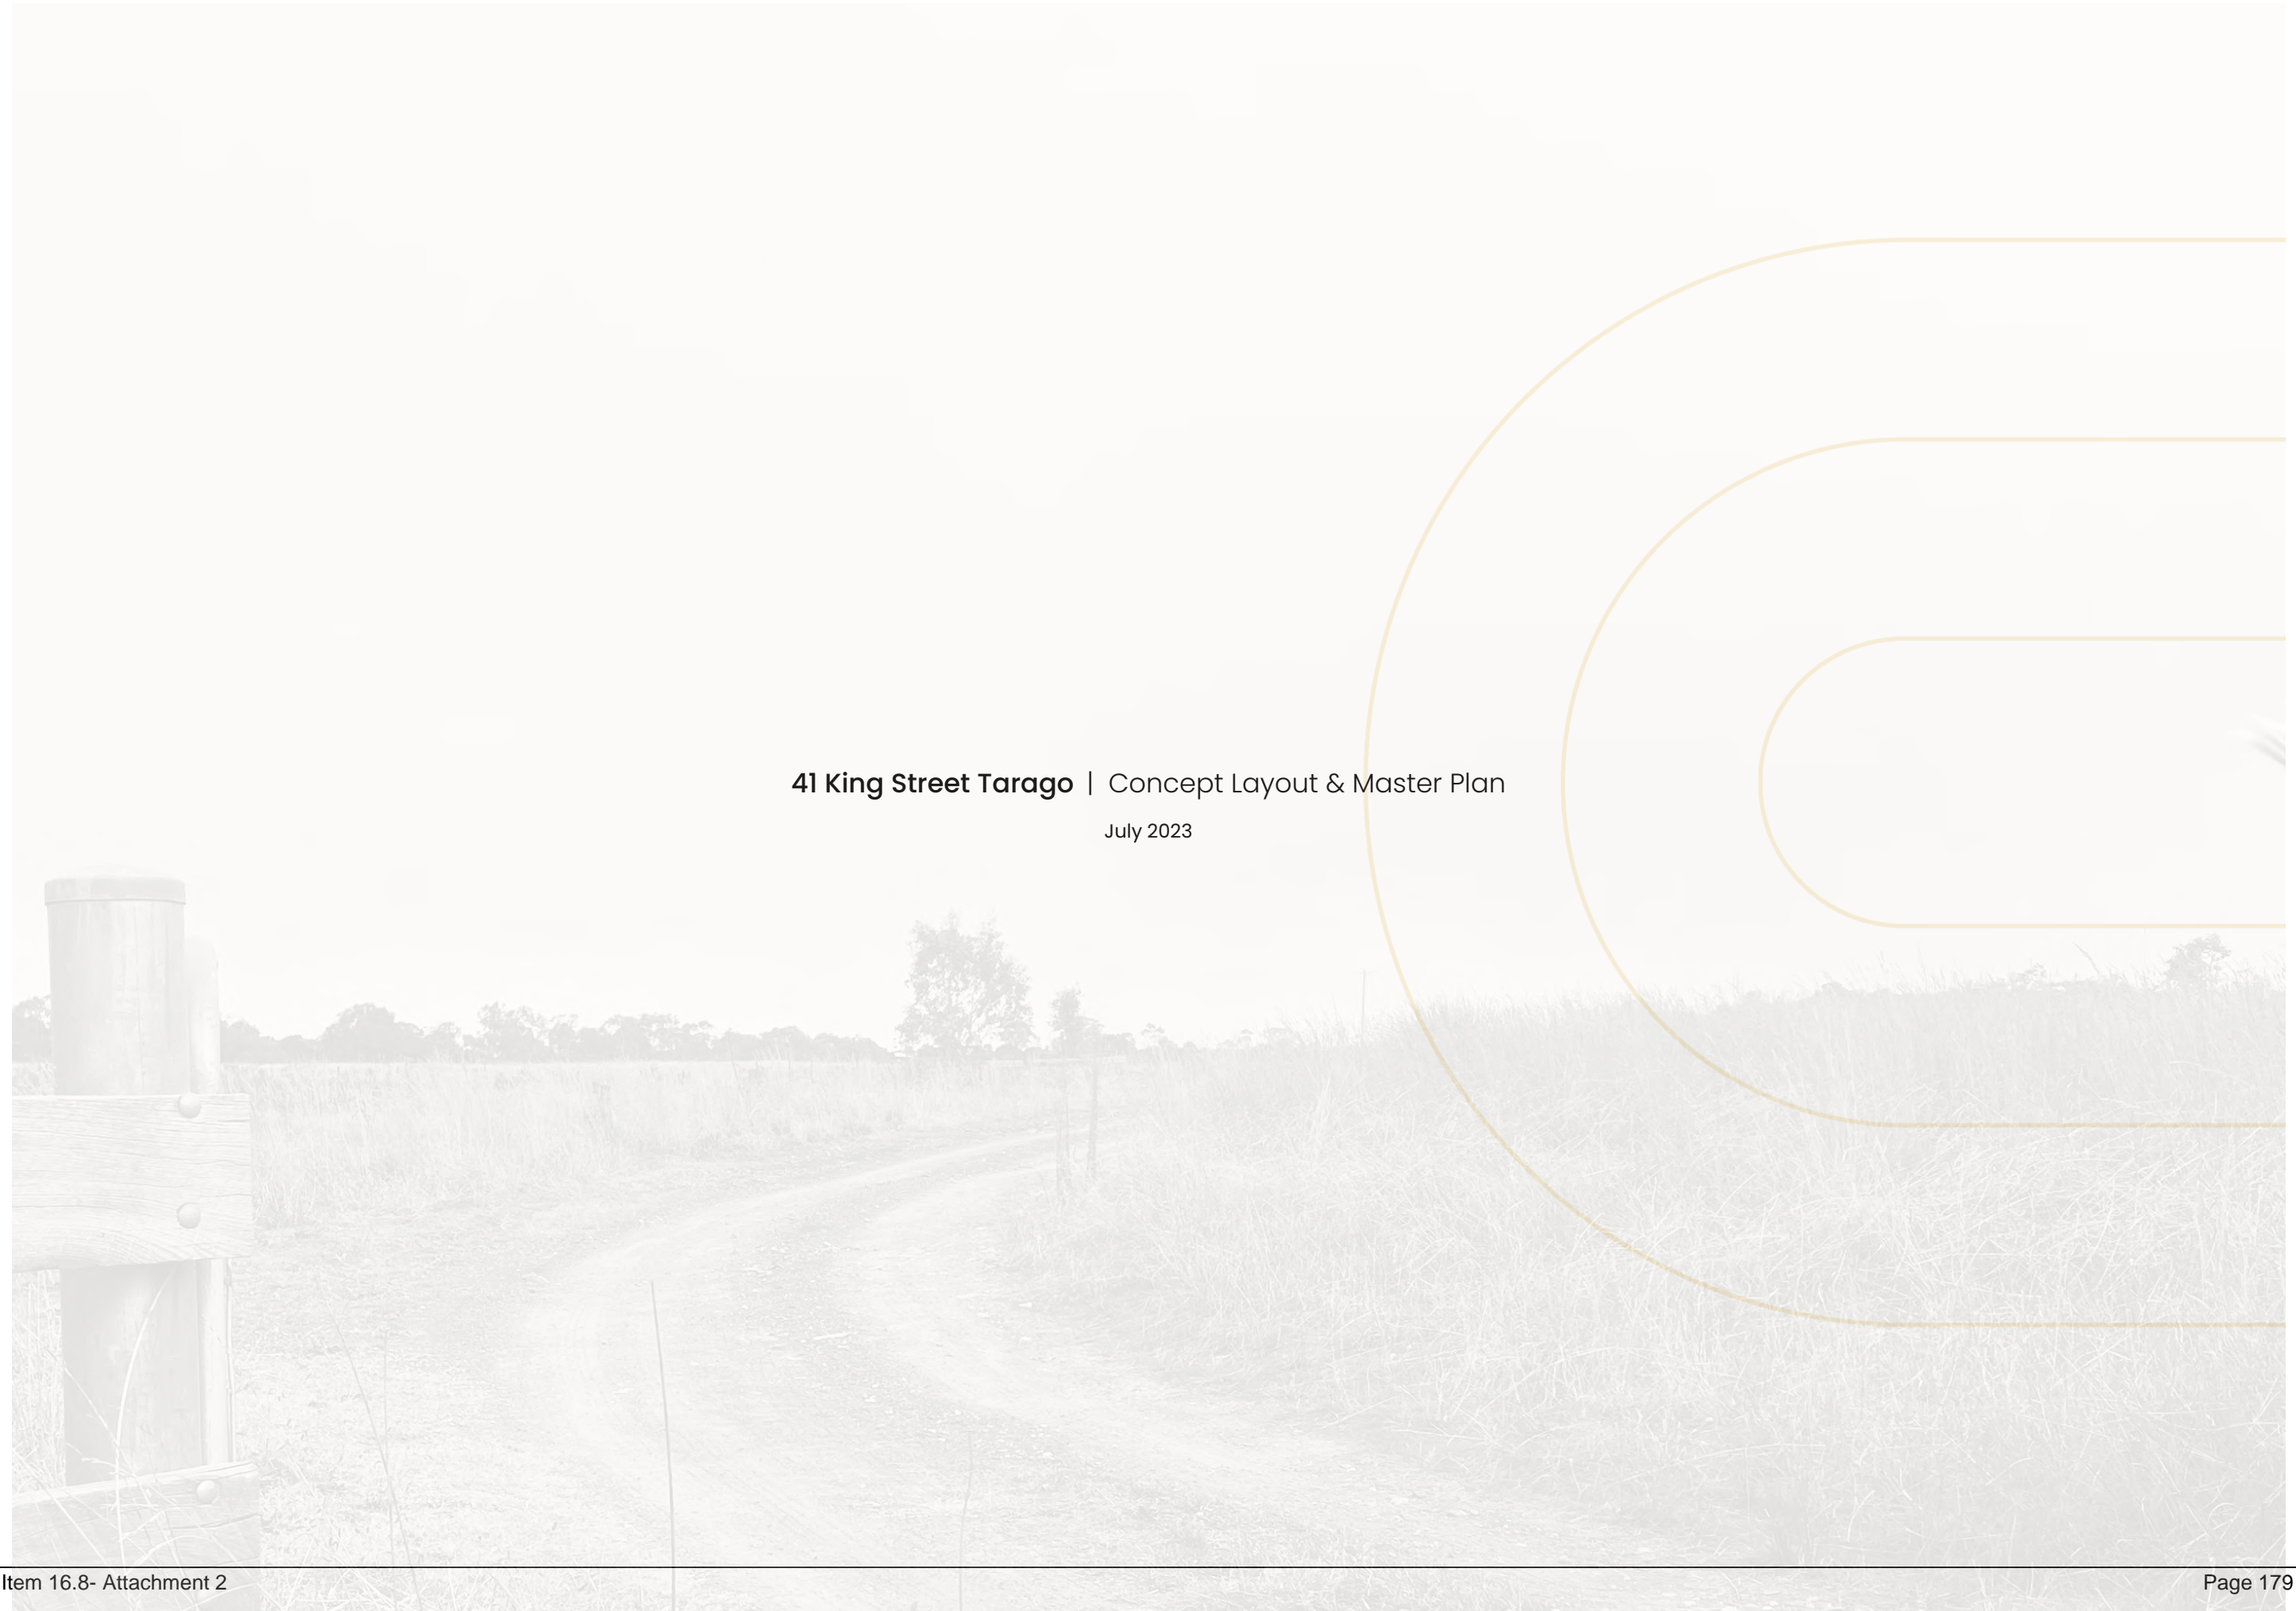 41 King Street Tarago | Concept Layout & Master Plan
July 2023
Item 16.8- Attachment 2
Page 179